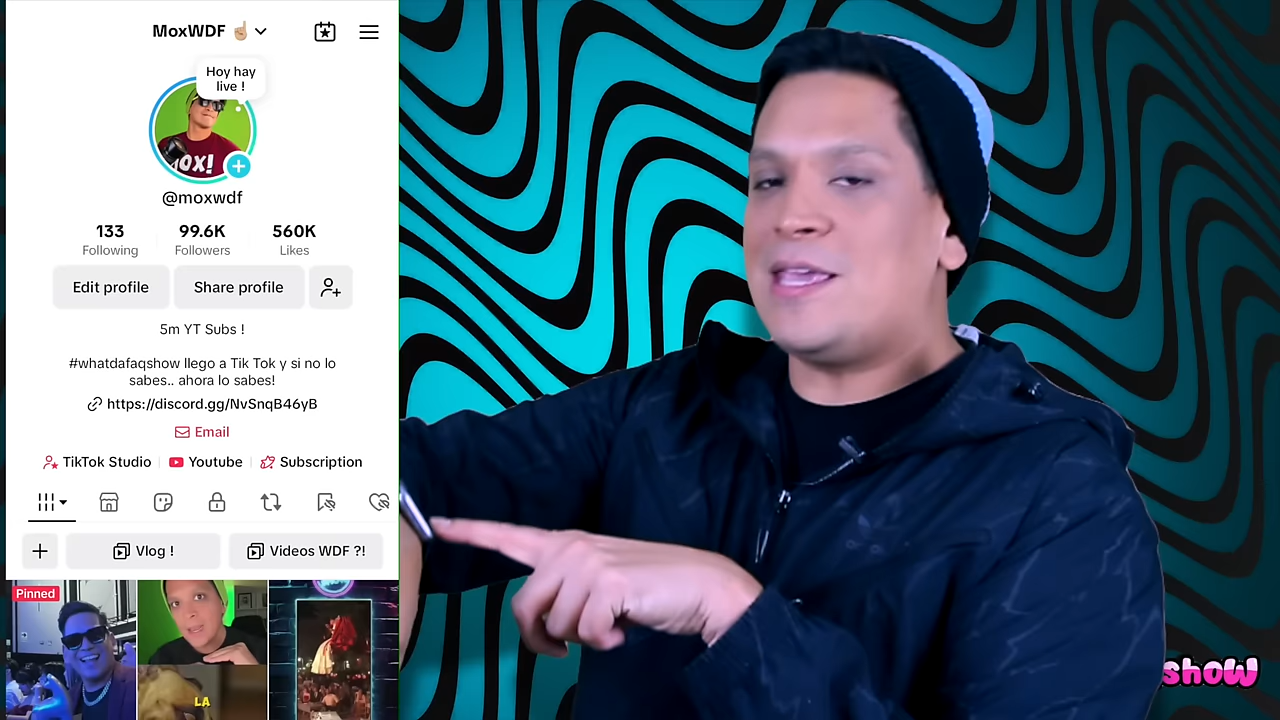 MoxWDF ☝🏼
Hoy hay
live !
MOX!
@moxwdf
133
Following
99.6K
Followers
560K
Likes
Edit profile
Share profile
5m YT Subs !
#whatdafaqshow llego a Tik Tok y si no lo
sabes.. ahora lo sabes!
https://discord.gg/NvSnqB46yB
Email
TikTok Studio
Youtube
Subscription
Vlog !
Videos WDF ?!
Pinned
LA
show